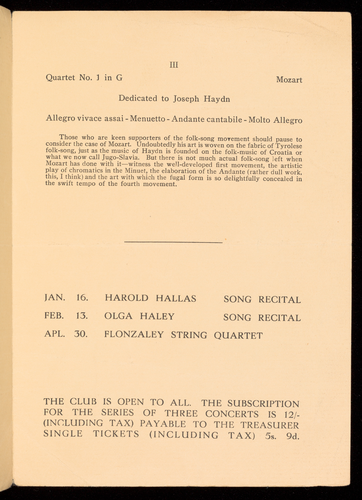 III
Quartet No. 1 in G Mozart
Dedicated to Joseph Haydn
Allegro vivace assai - Menuetto - Andante cantabile - Molto Allegro
Those who are keen supporters of the folk-song movement should pause to
consider the case of Mozart. Undoubtedly his art is woven on the fabric of Tyrolese
folk-song, just as the music of Haydn is founded on the folk-music of Croatia or
what we now call Jugo-Slavia. But there is not much actual folk-song left when
Mozart has done with it—witness the well-developed first movement, the artistic
play of chromatics in the Minuet, the elaboration of the Andante (rather dull work,
this, I think) and the art with which the fugal form is so delightfully concealed in
the swift tempo of the fourth movement.
JAN. 16. HAROLD HALLAS SONG RECITAL
FEB. 13. OLGA HALEY SONG RECITAL
APL. 30. FLONZALEY STRING QUARTET
THE CLUB IS OPEN TO ALL. THE SUBSCRIPTION
FOR THE SERIES OF THREE CONCERTS IS 12/-
(INCLUDING TAX) PAYABLE TO THE TREASURER
SINGLE TICKETS (INCLUDING TAX) 5s. 9d.